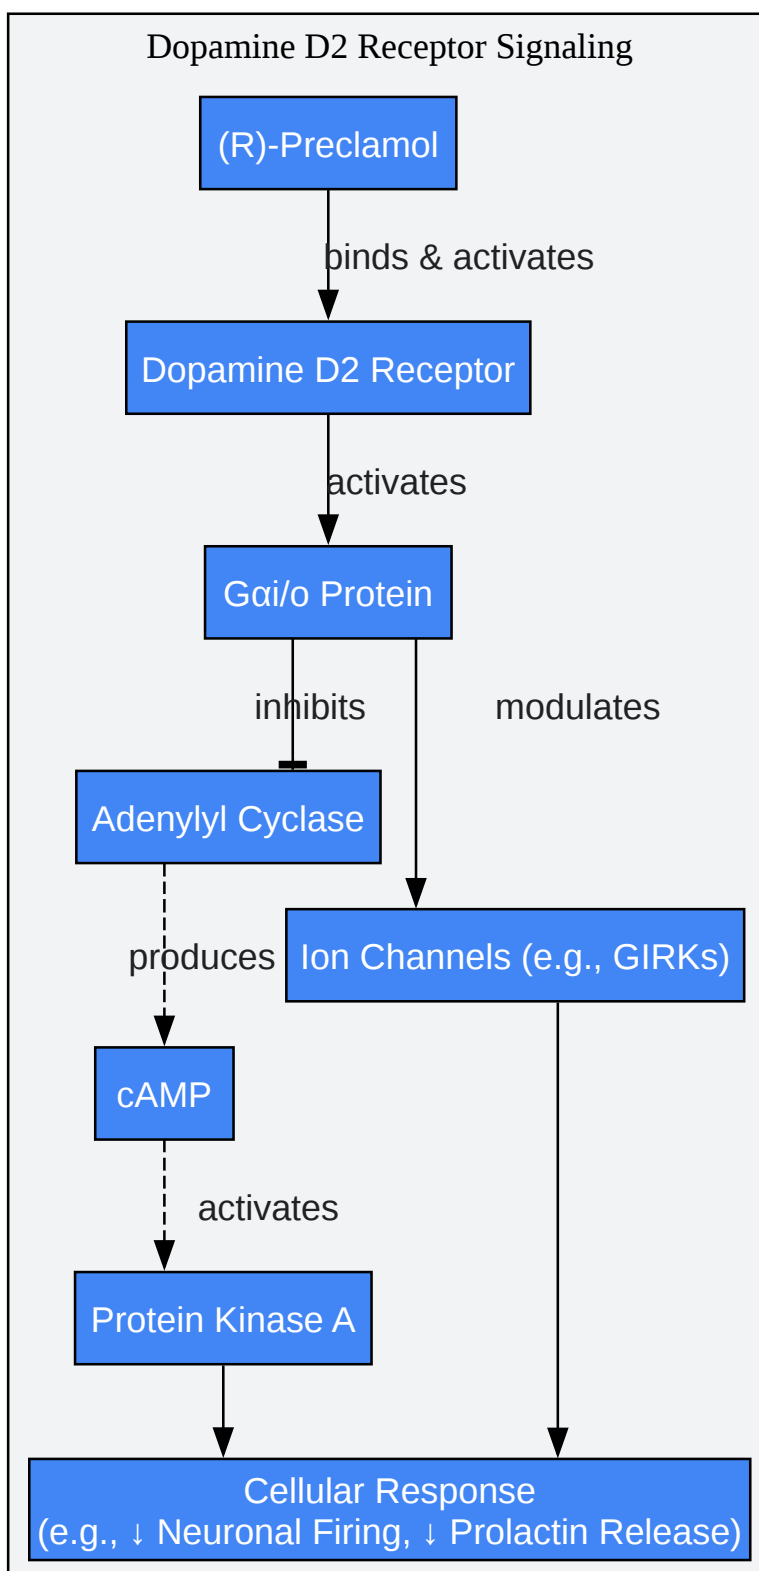 Dopamine D2 Receptor Signaling
(R)-Preclamol
binds & activates
Dopamine D2 Receptor
activates
Gαi/o Protein
inhibits
modulates
Adenylyl Cyclase
produces
Ion Channels (e.g., GIRKs)
cAMP
activates
Protein Kinase A
Cellular Response
(e.g., ↓ Neuronal Firing, ↓ Prolactin Release)